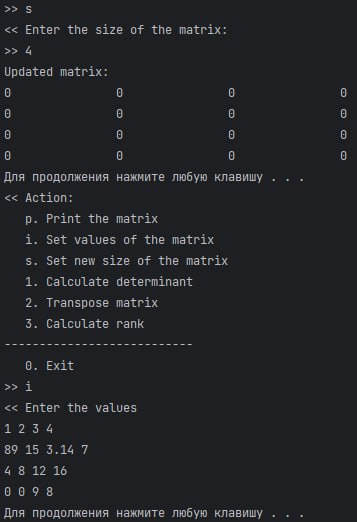 >> s
<< Enter the size of the matrix:
>> 4
Updated matrix:
0 0 0 0
0 0 0 0
0 0 0 0
0 0 0 0
Для продолжения нажмите любую клавишу . . .
<< Action:
p. Print the matrix
i. Set values of the matrix
s. Set new size of the matrix
1. Calculate determinant
2. Transpose matrix
3. Calculate rank
---------------------------
0. Exit
>> i
<< Enter the values
1 2 3 4
89 15 3.14 7
4 8 12 16
0 0 9 8
Для продолжения нажмите любую клавишу . . .